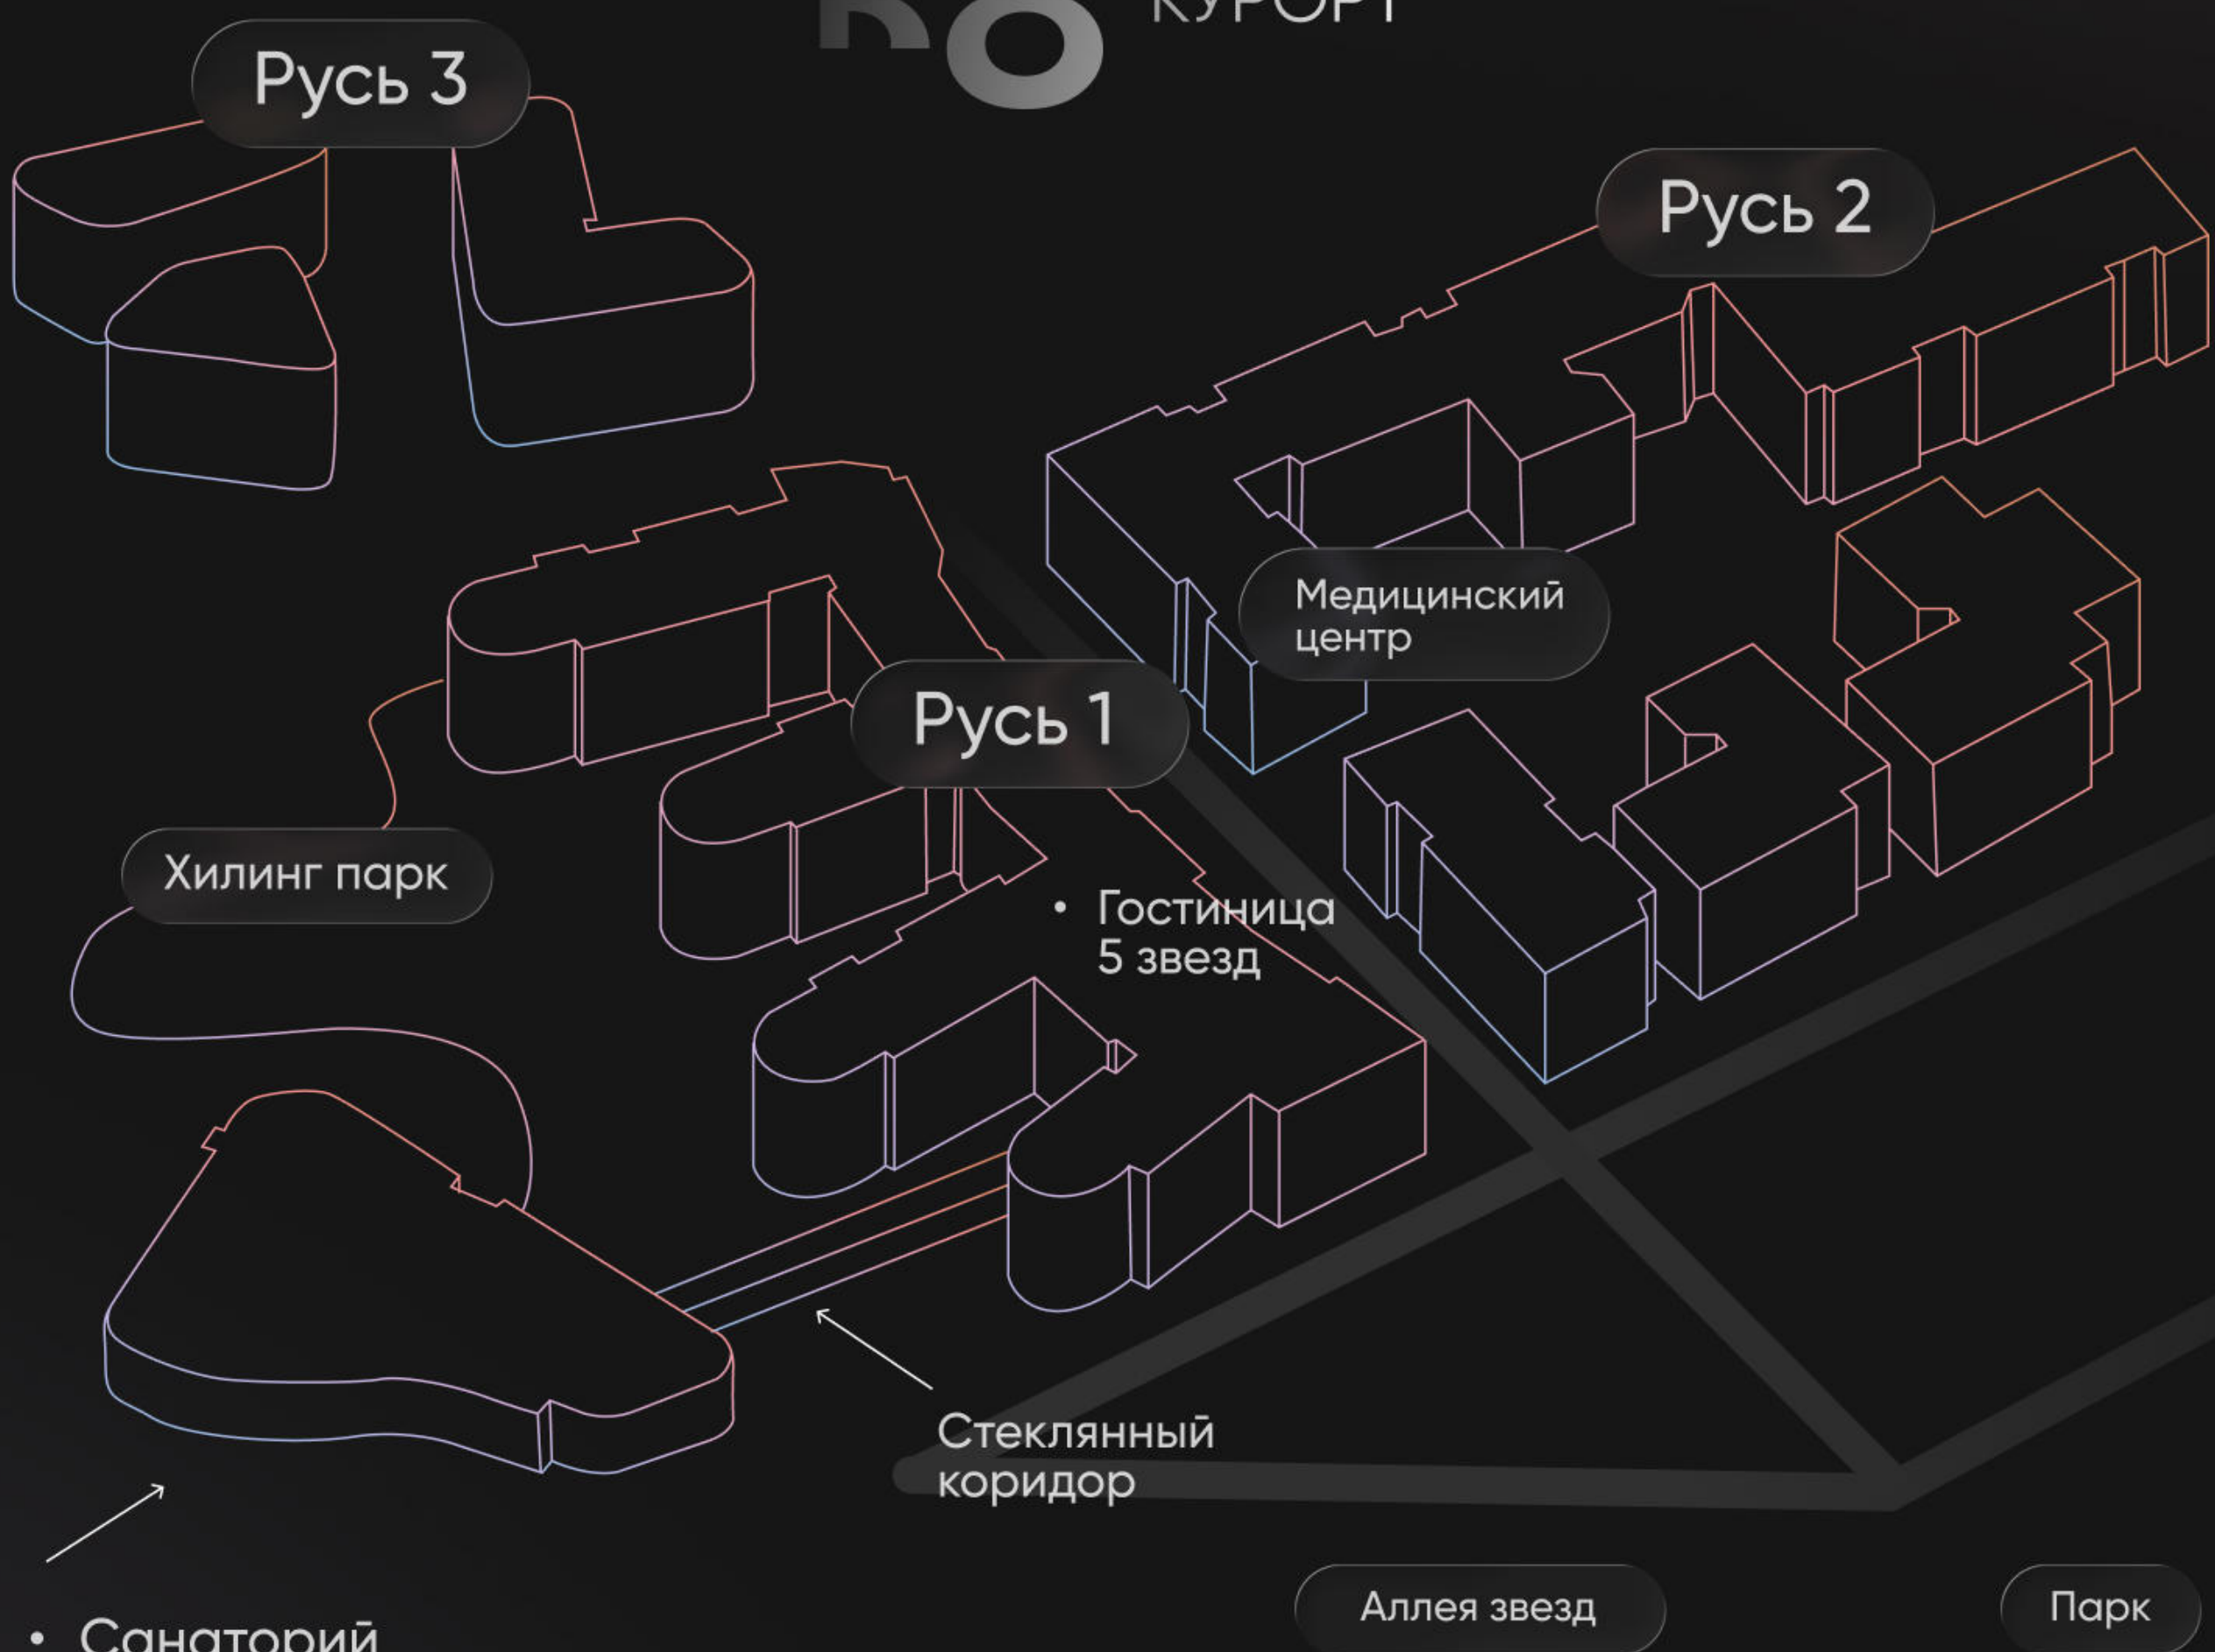 КУРОРТ
Русь 3
Русь 2
Медицинский
центр
Русь 1
Хилинг парк
• Гостиница
5 звезд
Стеклянный
коридор
Аллея звезд
Парк
• Санаторий